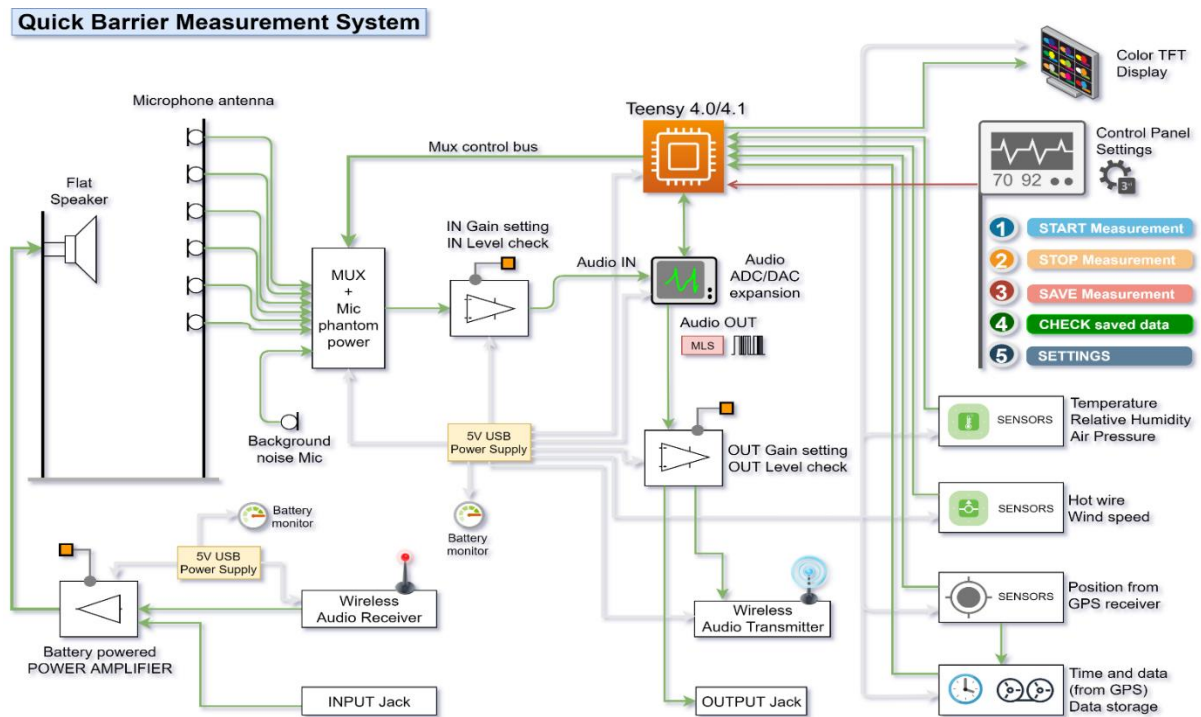 Quick Barrier Measurement System
Color TFT
Display
Microphone antenna
Teensy 4.0/4.1
Mux control bus
Control Panel
Settings
70 92
3rd
Flat
Speaker
IN Gain setting
IN Level check
1 START Measurement
2 STOP Measurement
3 SAVE Measurement
4 CHECK saved data
5 SETTINGS
MUX
+
Mic
phantom
power
Audio IN
Audio
ADC/DAC
expansion
Audio OUT
MLS
Background
noise Mic
5V USB
Power Supply
OUT Gain setting
OUT Level check
SENSORS
Temperature
Relative Humidity
Air Pressure
SENSORS
Hot wire
Wind speed
Battery
monitor
Battery
monitor
5V USB
Power Supply
Wireless
Audio Receiver
Wireless
Audio Transmitter
SENSORS
Position from
GPS receiver
Battery powered
POWER AMPLIFIER
INPUT Jack
OUTPUT Jack
Time and data
(from GPS)
Data storage